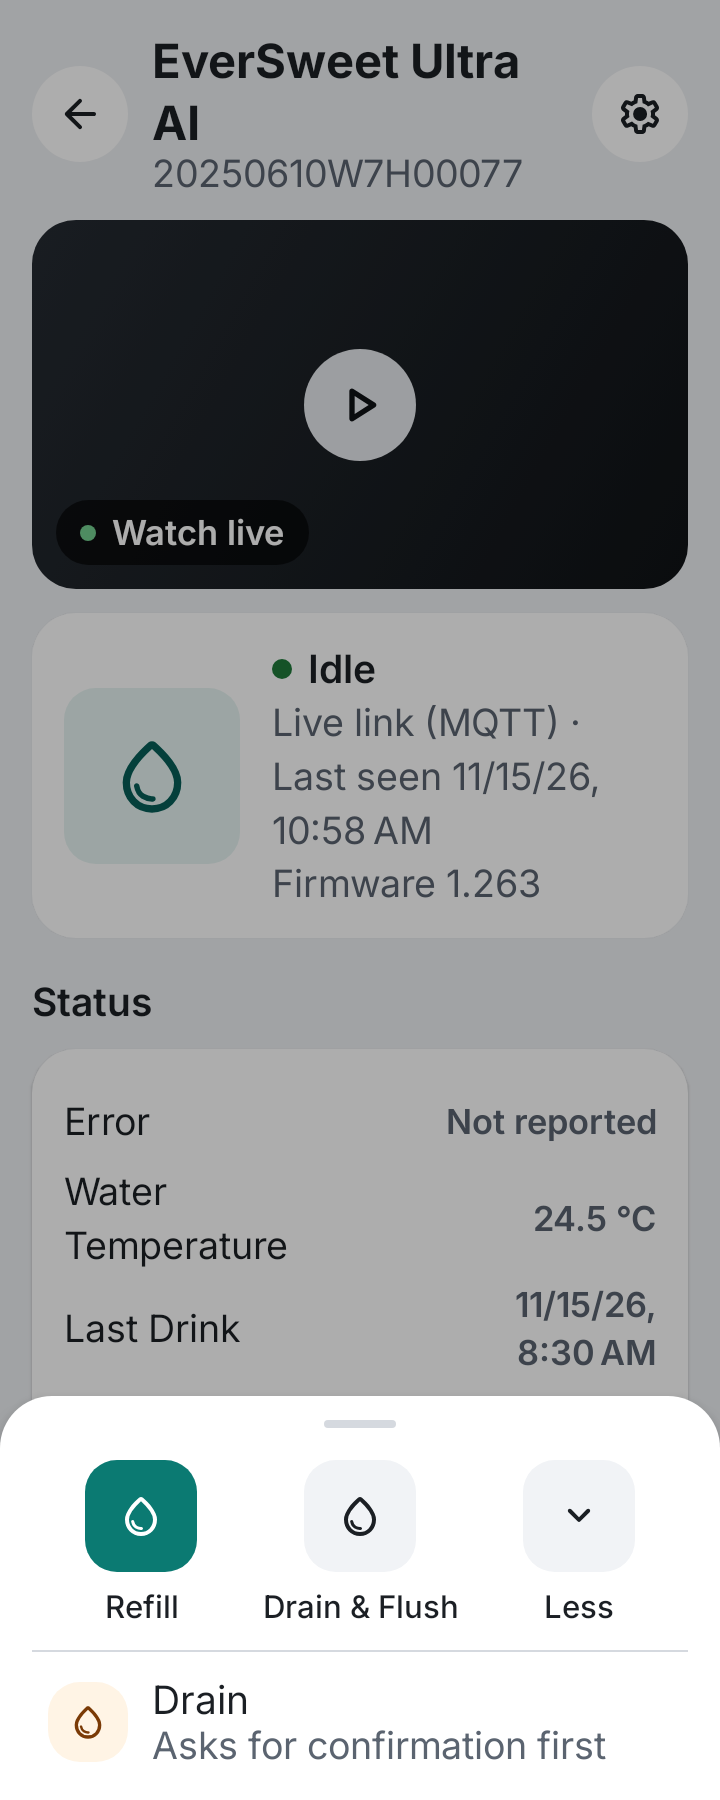 EverSweet Ultra
AI
20250610W7H00077
Watch live
Idle
Live link (MQTT) ·
Last seen 11/15/26,
10:58 AM
Firmware 1.263
Status
Error
Not reported
Water
Temperature
24.5 °C
Last Drink
11/15/26,
8:30 AM
Refill
Drain & Flush
Less
Drain
Asks for confirmation first